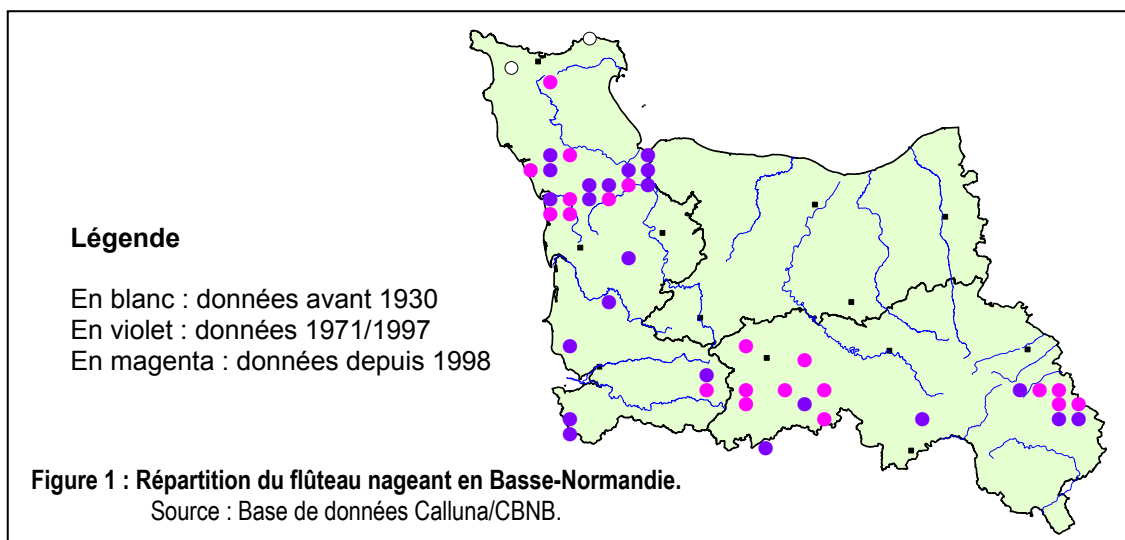 Légende
En blanc : données avant 1930
En violet : données 1971/1997
En magenta : données depuis 1998
Figure 1 : Répartition du flûteau nageant en Basse-Normandie.
Source : Base de données Calluna/CBNB.